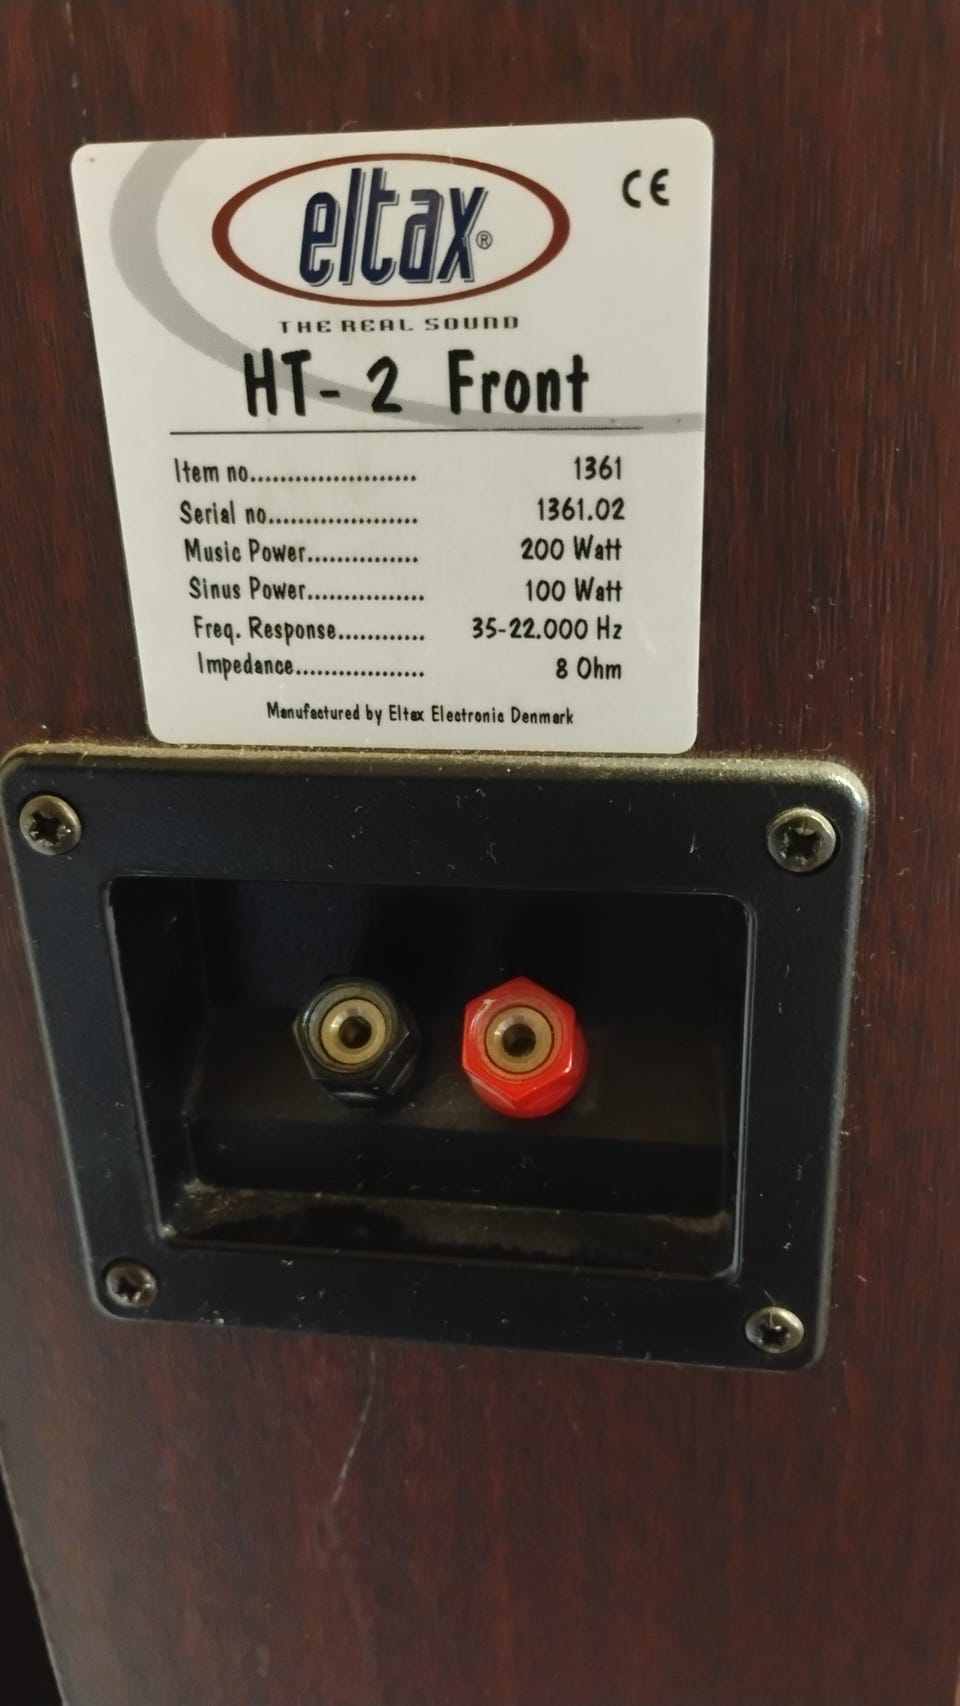 eltax®
CE
THE REAL SOUND
HT- 2 Front
Item no...................... 1361
Serial no.................... 1361.02
Music Power............... 200 Watt
Sinus Power................ 100 Watt
Freq. Response............ 35-22.000 Hz
Impedance.................. 8 Ohm
Manufactured by Eltax Electronic Denmark